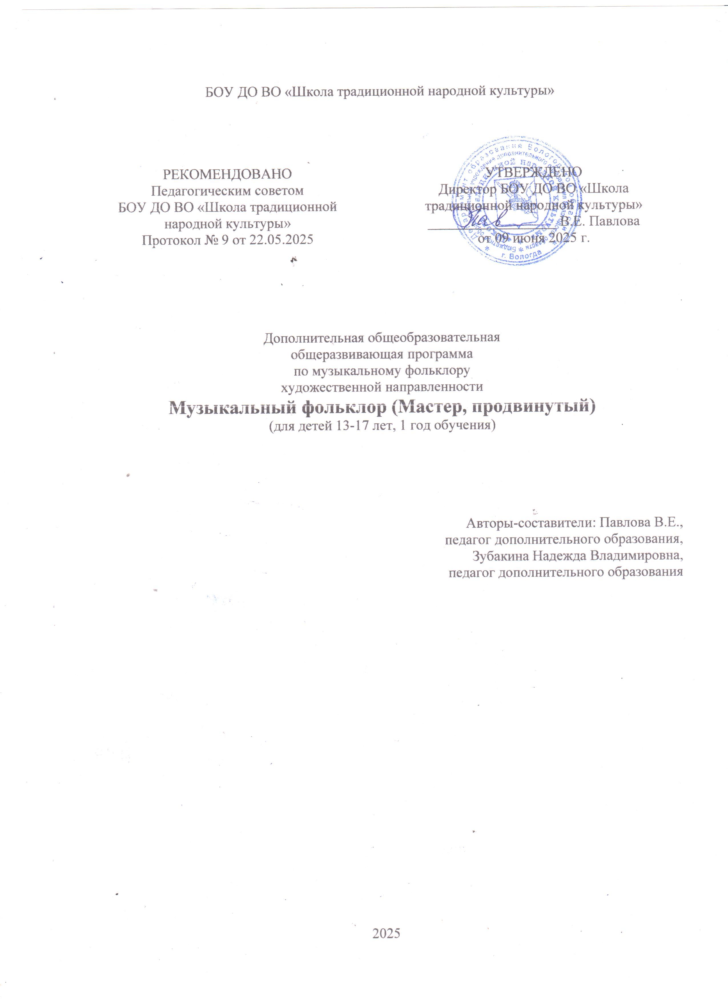 БОУ ДО ВО «Школа традиционной народной культуры»
РЕКОМЕНДОВАНО
Педагогическим советом
БОУ ДО ВО «Школа традиционной
народной культуры»
Протокол № 9 от 22.05.2025
УТВЕРЖДЕНО
Директор БОУ ДО ВО «Школа
традиционной народной культуры»
В.Е. Павлова
от 09 июня 2025 г.
г. Вологда
Дополнительная общеобразовательная
общеразвивающая программа
по музыкальному фольклору
художественной направленности
Музыкальный фольклор (Мастер, продвинутый)
(для детей 13-17 лет, 1 год обучения)
Авторы-составители: Павлова В.Е.,
педагог дополнительного образования,
Зубакина Надежда Владимировна,
педагог дополнительного образования
2025